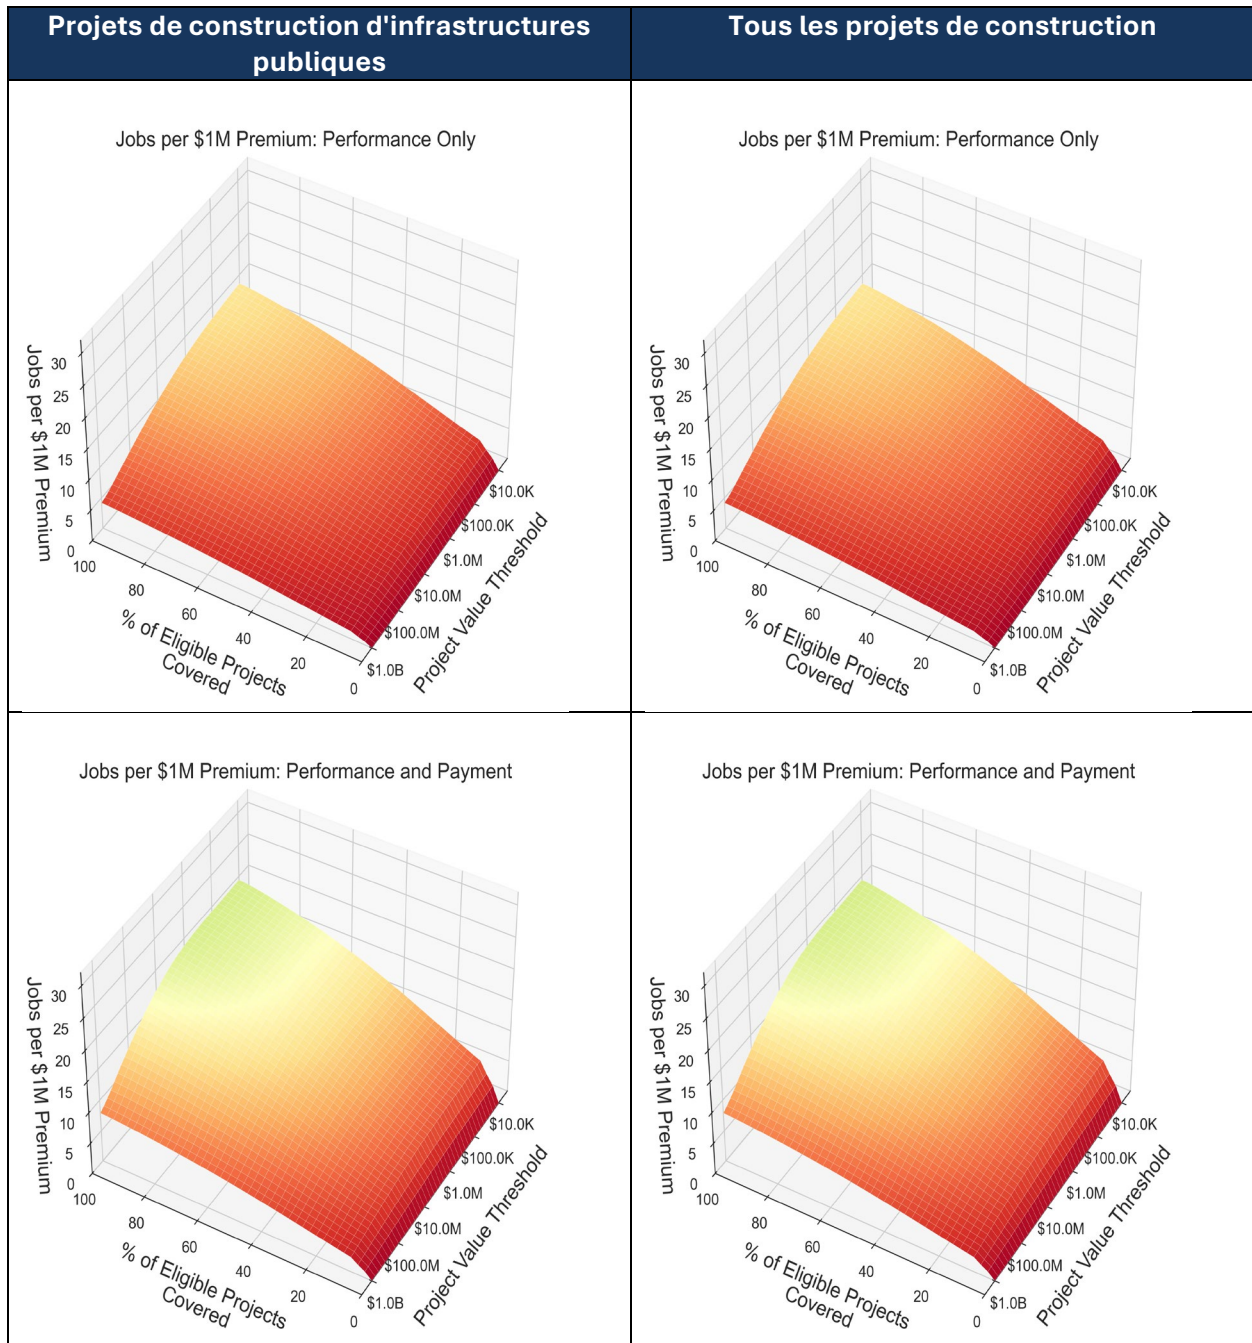 Projets de construction d'infrastructures
publiques
Tous les projets de construction
Jobs per $1M Premium: Performance Only
30
25
20
15
10
5
0
Jobs per $1M Premium
100
80
60
40
20
0
% of Eligible Projects
Covered
$10.0K
$100.0K
$1.0M
$10.0M
$100.0M
$1.0B
Project Value Threshold
Jobs per $1M Premium: Performance Only
30
25
20
15
10
5
0
Jobs per $1M Premium
100
80
60
40
20
0
% of Eligible Projects
Covered
$10.0K
$100.0K
$1.0M
$10.0M
$100.0M
$1.0B
Project Value Threshold
Jobs per $1M Premium: Performance and Payment
30
25
20
15
10
5
0
Jobs per $1M Premium
100
80
60
40
20
0
% of Eligible Projects
Covered
$10.0K
$100.0K
$1.0M
$10.0M
$100.0M
$1.0B
Project Value Threshold
Jobs per $1M Premium: Performance and Payment
30
25
20
15
10
5
0
Jobs per $1M Premium
100
80
60
40
20
0
% of Eligible Projects
Covered
$10.0K
$100.0K
$1.0M
$10.0M
$100.0M
$1.0B
Project Value Threshold